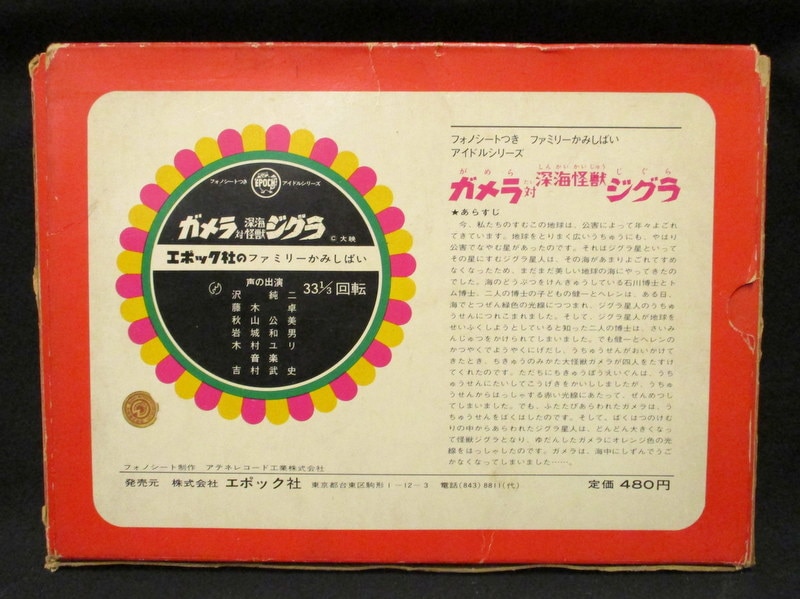 フォノシートつき EPOCH アイドルシリーズ
ガメラ対深海怪獣ジグラ
©大映
エポック社のファミリーかみしばい
声の出演
33⅓回転
沢純二
藤木卓
秋山公美
岩城和男
木村ユリ
音楽
吉村武史
フォノシート制作 アテネレコード工業株式会社
発売元 株式会社 エポック社 東京都台東区駒形1-12-3 電話(843)8811(代)
定価 480円
フォノシートつき ファミリーかみしばい
アイドルシリーズ
がめら たい しんかいかいじゅう じぐら
ガメラ対深海怪獣ジグラ
★あらすじ
今、私たちのすむこの地球は、公害によって年々よごれ
てきています。地球をとりまく広いうちゅうにも、やはり
公害でなやむ星があったのです。それはジグラ星といって
その星にすむジグラ星人は、その海があまりよごれてすめ
なくなったため、まだまだ美しい地球の海にやってきたの
でした。海のどうぶつをけんきゅうしている石川博士とト
ム博士、二人の博士の子どもの健一とヘレンは、ある日、
海でとつぜん緑色の光線につつまれ、ジグラ星人のうちゅ
うせんにつれこまれました。そして、ジグラ星人が地球を
せいふくしようとしていると知った二人の博士は、さいみ
んじゅつをかけられてしまいました。でも健一とヘレンの
かつやくでようやくにげだし、うちゅうせんがおいかけて
きたとき、ちきゅうのみかた大怪獣ガメラが四人をたすけ
てくれたのです。ただちにちきゅうぼうえいぐんは、うち
ゅうせんにたいしてこうげきをかいししましたが、うちゅ
うせんからはっしゃする赤い光線にあたって、ぜんめつし
てしまいました。でも、ふたたびあらわれたガメラは、う
ちゅうせんをばくはしたのです。そして、ばくはつのけむ
りの中からあらわれたジグラ星人は、どんどん大きくなっ
て怪獣ジグラとなり、ゆだんしたガメラにオレンジ色の光
線をはっしゃしたのです。ガメラは、海中にしずんでうご
かなくなってしまいました……。